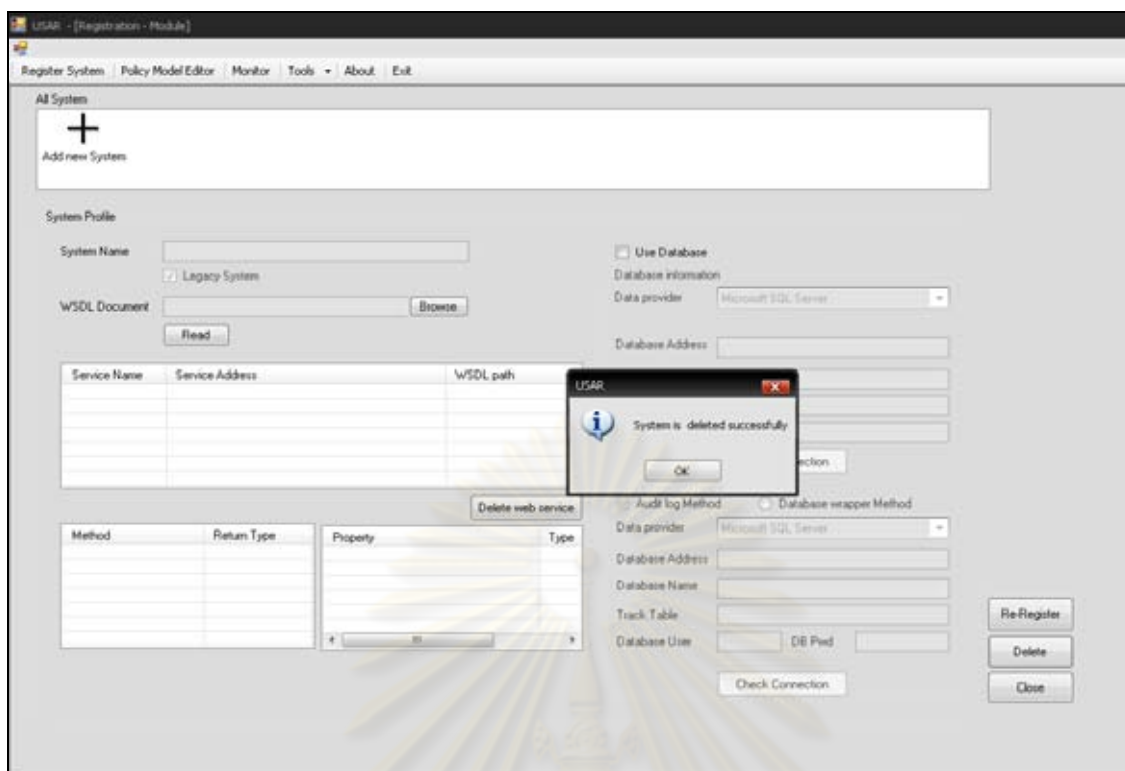 USAR - [Registration - Module]
Register System Policy Model Editor Monitor Tools About Exit
All System
Add new System
System Profile
System Name
Legacy System
WSDL Document Browse
Read
Service Name Service Address WSDL path
Delete web service
Method Return Type
Property Type
Use Database
Database information
Data provider Microsoft SQL Server
Database Address
USAR
System is deleted successfully
OK
ection
Audit log Method Database wrapper Method
Data provider Microsoft SQL Server
Database Address
Database Name
Track Table
Database User DB Pwd
Check Connection
Re-Register
Delete
Close